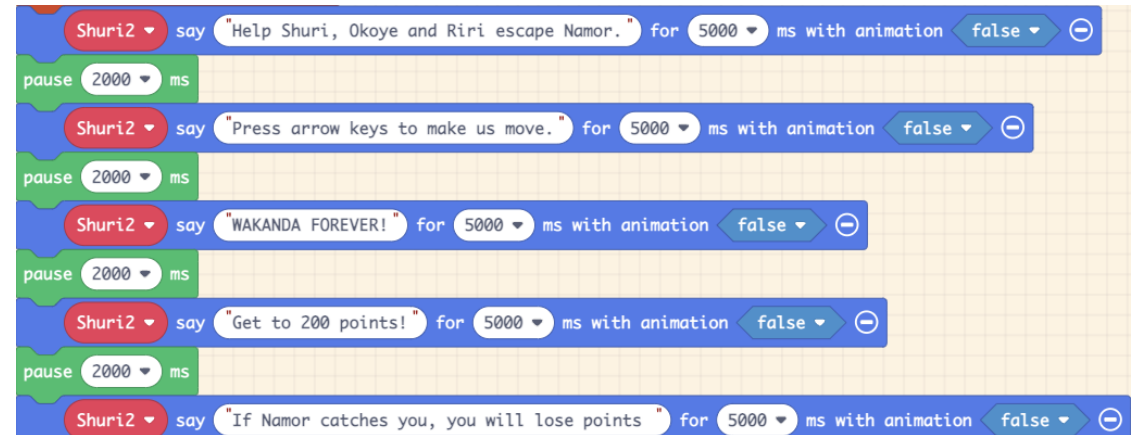 Shuri2 say "Help Shuri, Okoye and Riri escape Namor. " for 5000 ms with animation false
pause 2000 ms
Shuri2 say "Press arrow keys to make us move. " for 5000 ms with animation false
pause 2000 ms
Shuri2 say "WAKANDA FOREVER! " for 5000 ms with animation false
pause 2000 ms
Shuri2 say "Get to 200 points! " for 5000 ms with animation false
pause 2000 ms
Shuri2 say "If Namor catches you, you will lose points " for 5000 ms with animation false